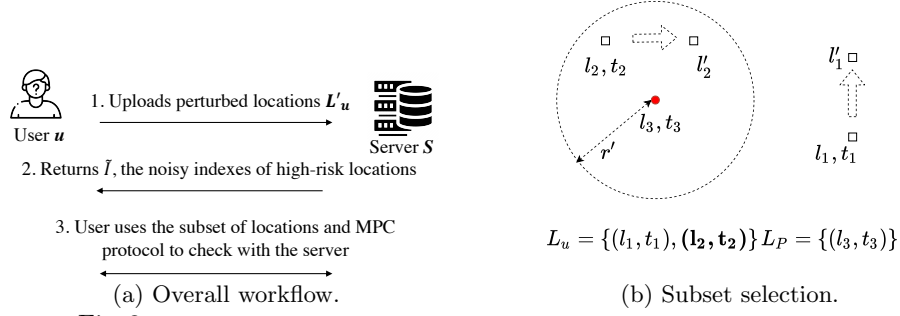 1. Uploads perturbed locations L'u
User u
Server S
2. Returns Ĩ, the noisy indexes of high-risk locations
3. User uses the subset of locations and MPC
protocol to check with the server
(a) Overall workflow.
l2, t2
l'2
l3, t3
r'
l'1
l1, t1
Lu = {(l1, t1), (l2, t2)} LP = {(l3, t3)}
(b) Subset selection.